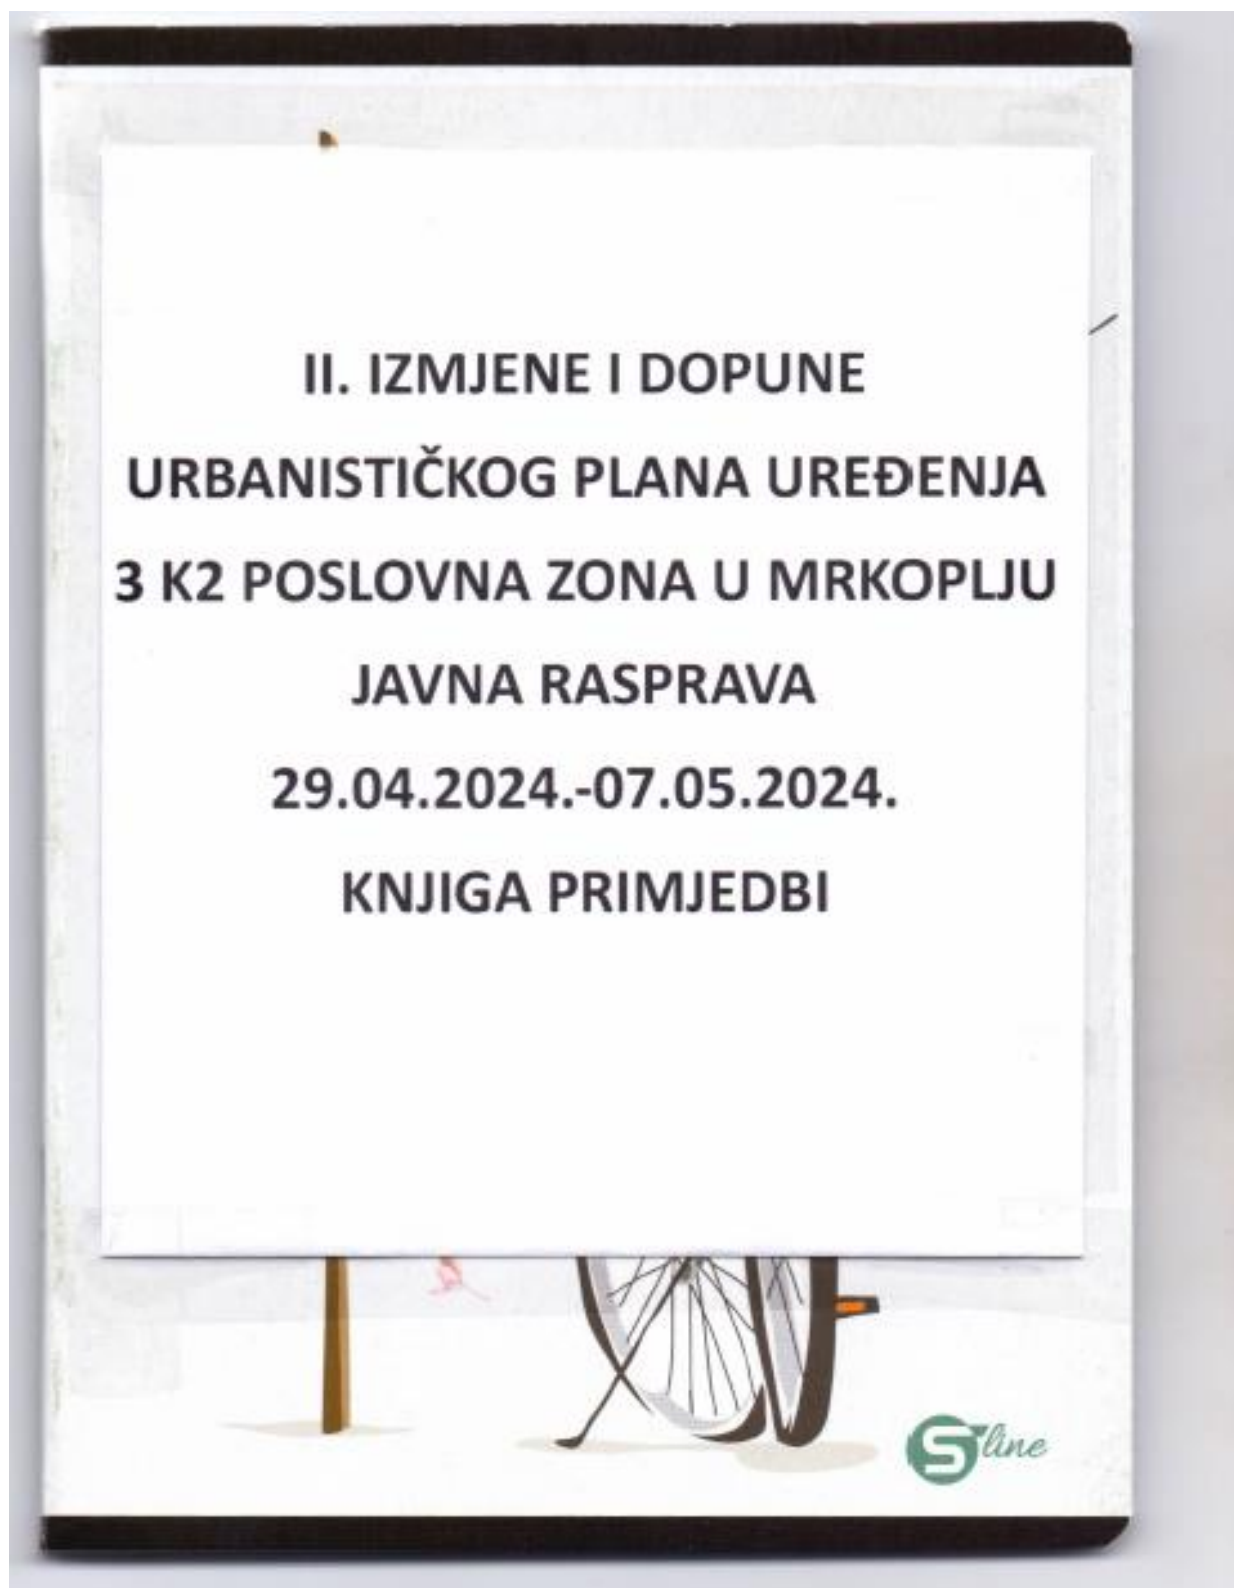 II. IZMJENE I DOPUNE
URBANISTIČKOG PLANA UREĐENJA
3 K2 POSLOVNA ZONA U MRKOPLJU
JAVNA RASPRAVA
29.04.2024.-07.05.2024.
KNJIGA PRIMJEDBI
S line